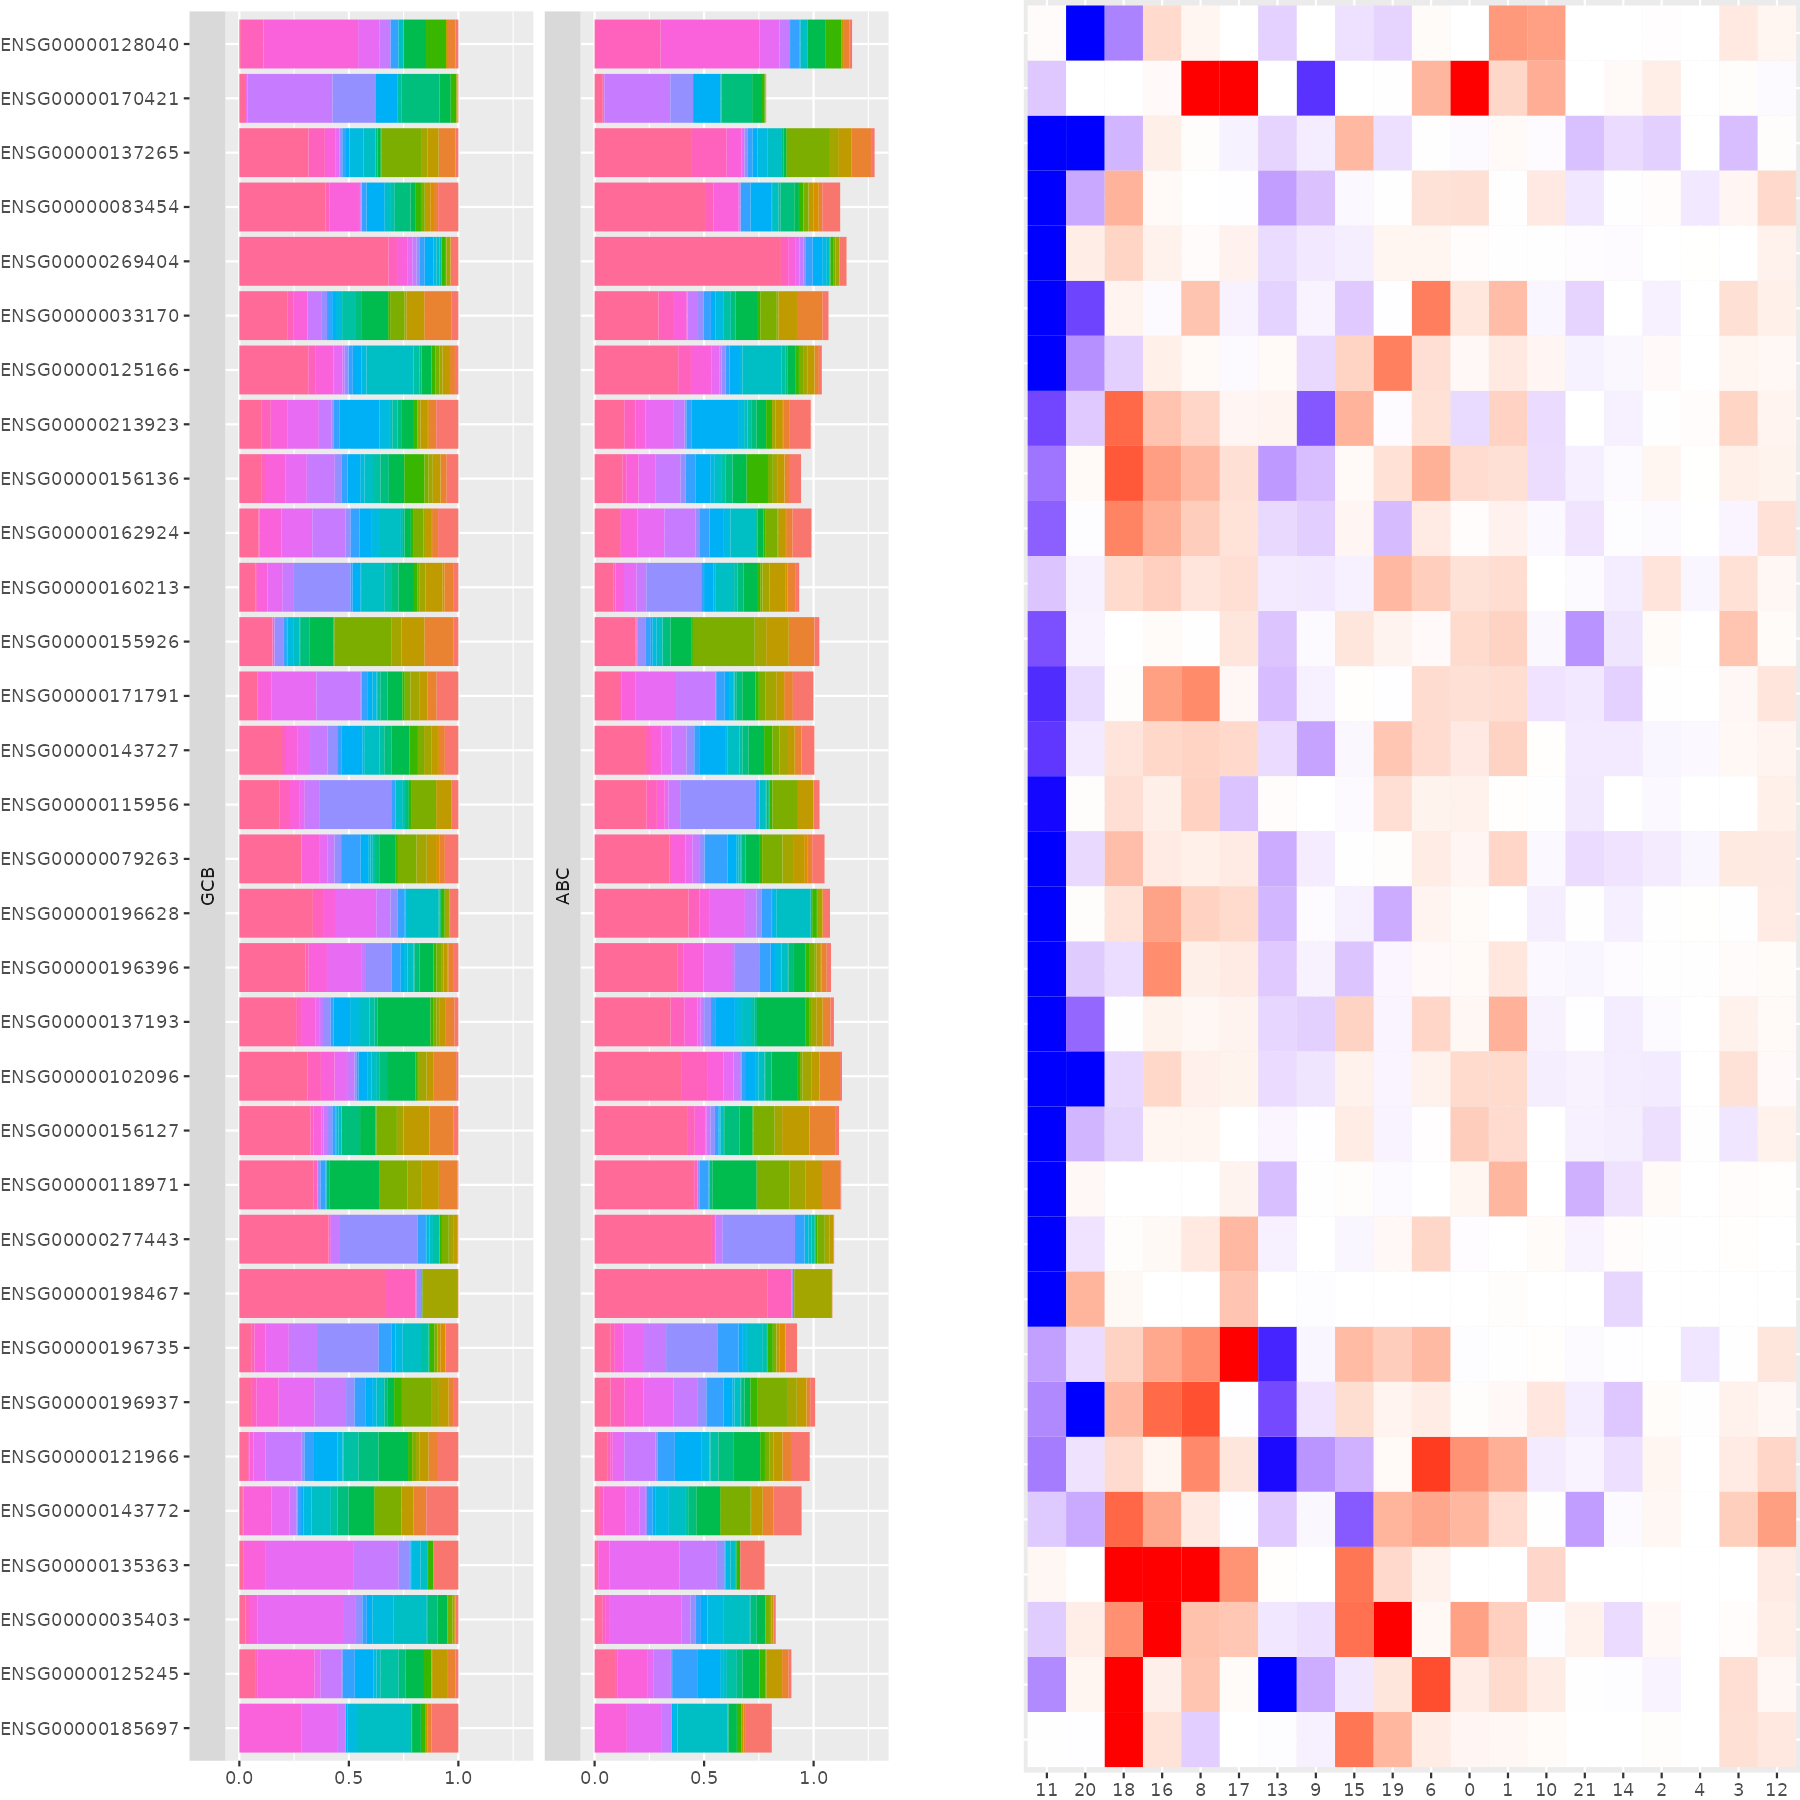 ENSG00000128040
ENSG00000170421
ENSG00000137265
ENSG00000083454
ENSG00000269404
ENSG00000033170
ENSG00000125166
ENSG00000213923
ENSG00000156136
ENSG00000162924
ENSG00000160213
ENSG00000155926
ENSG00000171791
ENSG00000143727
ENSG00000115956
ENSG00000079263
ENSG00000196628
ENSG00000196396
ENSG00000137193
ENSG00000102096
ENSG00000156127
ENSG00000118971
ENSG00000277443
ENSG00000198467
ENSG00000196735
ENSG00000196937
ENSG00000121966
ENSG00000143772
ENSG00000135363
ENSG00000035403
ENSG00000125245
ENSG00000185697
GCB
ABC
0.0 0.5 1.0
0.0 0.5 1.0
11 20 18 16 8 17 13 9 15 19 6 0 1 10 21 14 2 4 3 12